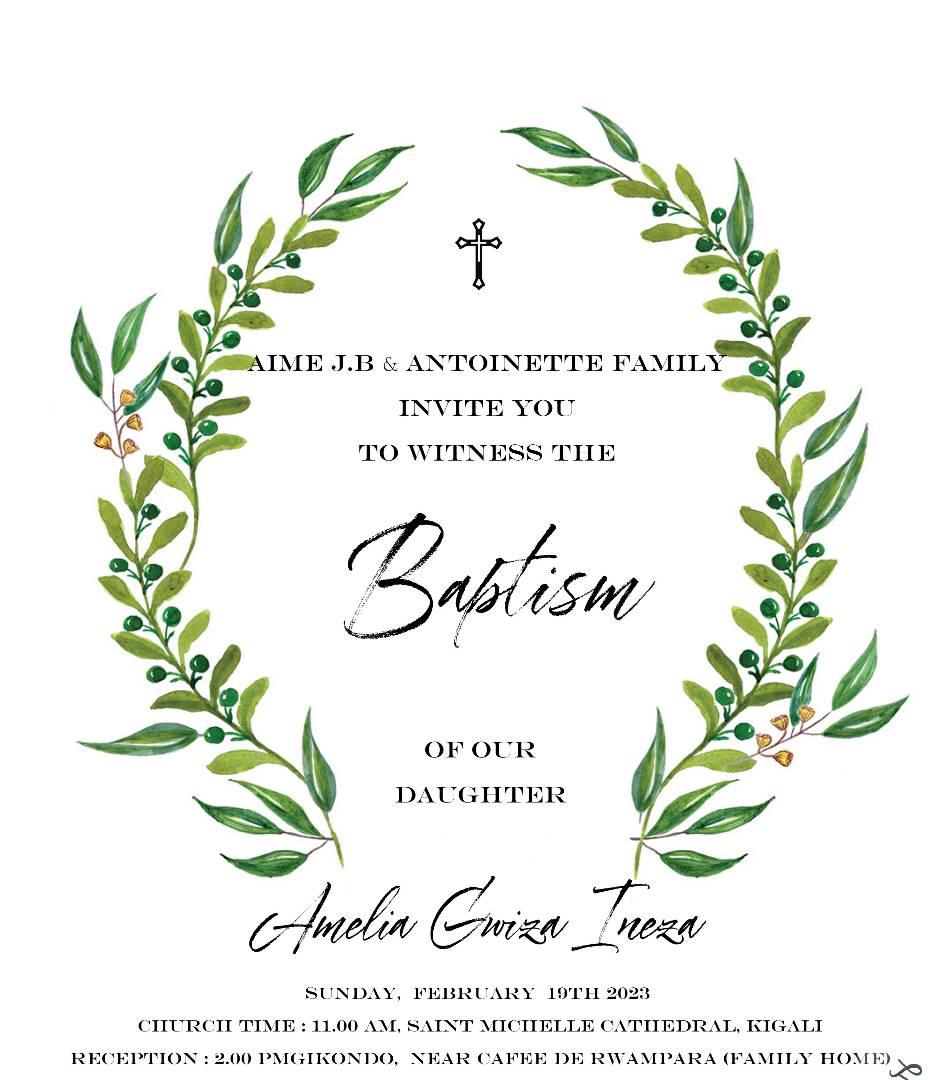 AIME J.B & ANTOINETTE FAMILY
INVITE YOU
TO WITNESS THE
Baptism
OF OUR
DAUGHTER
Amelia Gwiza Ineza
SUNDAY, FEBRUARY 19TH 2023
CHURCH TIME : 11.00 AM, SAINT MICHELLE CATHEDRAL, KIGALI
RECEPTION : 2.00 PMGIKONDO, NEAR CAFEE DE RWAMPARA (FAMILY HOME)